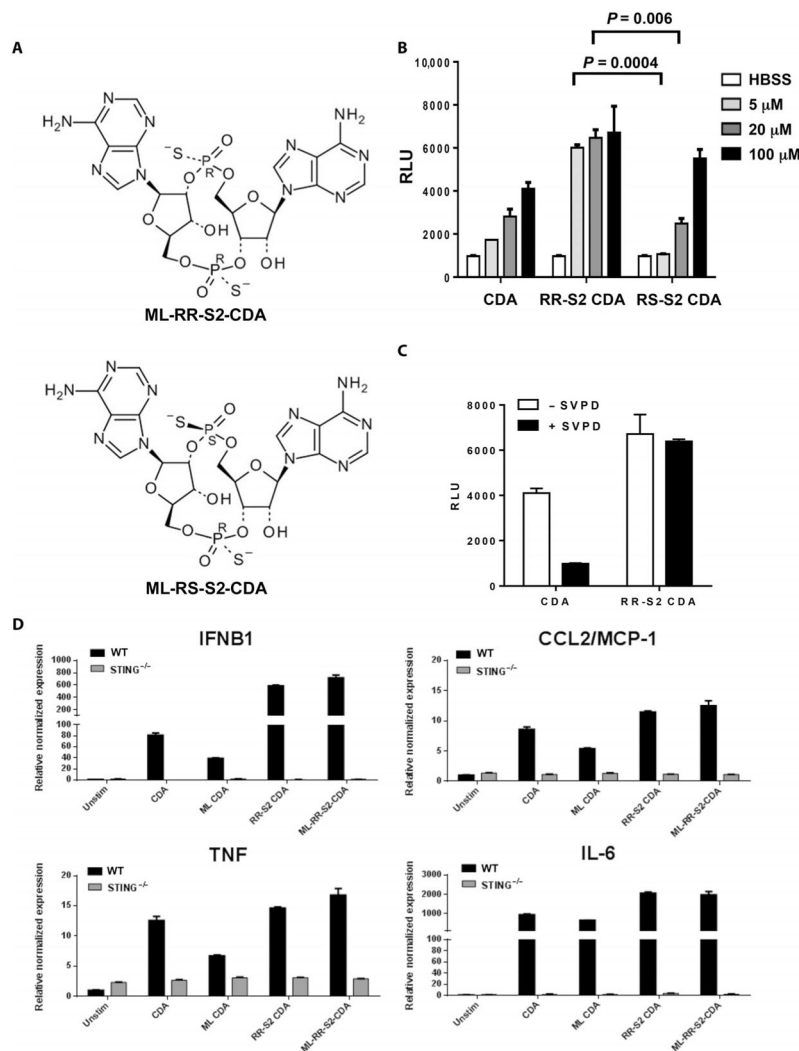 A
H₂N
N
N
N
N
⁻S
O
P
R
O
O
NH₂
N
N
N
N
O
OH
O
O
R
P
O
O
OH
O
S⁻
ML-RR-S2-CDA
H₂N
N
N
N
N
⁻S
O
P
S
O
O
NH₂
N
N
N
N
O
OH
O
O
R
P
O
O
OH
O
S⁻
ML-RS-S2-CDA
B
P = 0.006
P = 0.0004
RLU
10,000
8000
6000
4000
2000
0
CDA
RR-S2 CDA
RS-S2 CDA
HBSS
5 μM
20 μM
100 μM
C
RLU
8000
6000
4000
2000
0
– SVPD
+ SVPD
CDA
RR-S2 CDA
D
IFNB1
WT
STING⁻/⁻
Relative normalized expression
1000
800
600
400
200
100
80
60
40
20
0
Unstim
CDA
ML CDA
RR-S2 CDA
ML-RR-S2-CDA
CCL2/MCP-1
WT
STING⁻/⁻
Relative normalized expression
20
15
10
5
0
Unstim
CDA
ML CDA
RR-S2 CDA
ML-RR-S2-CDA
TNF
WT
STING⁻/⁻
Relative normalized expression
20
15
10
5
0
Unstim
CDA
ML CDA
RR-S2 CDA
ML-RR-S2-CDA
IL-6
WT
STING⁻/⁻
Relative normalized expression
3000
2000
1000
100
80
60
40
20
0
Unstim
CDA
ML CDA
RR-S2 CDA
ML-RR-S2-CDA